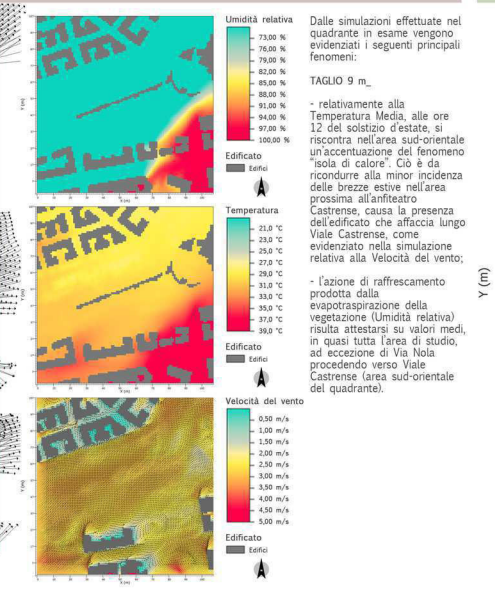 Umidità relativa
73,00 %
76,00 %
79,00 %
82,00 %
85,00 %
88,00 %
91,00 %
94,00 %
97,00 %
100,00 %
Edificato
Edifici
X (m)
Y (m)
Temperatura
21,0 °C
23,0 °C
25,0 °C
27,0 °C
29,0 °C
31,0 °C
33,0 °C
35,0 °C
37,0 °C
39,0 °C
Edificato
Edifici
X (m)
Y (m)
Velocità del vento
0,50 m/s
1,00 m/s
1,50 m/s
2,00 m/s
2,50 m/s
3,00 m/s
3,50 m/s
4,00 m/s
4,50 m/s
5,00 m/s
Edificato
Edifici
X (m)
Y (m)
Dalle simulazioni effettuate nel
quadrante in esame vengono
evidenziati i seguenti principali
fenomeni:
TAGLIO 9 m_
- relativamente alla
Temperatura Media, alle ore
12 del solstizio d'estate, si
riscontra nell'area sud-orientale
un'accentuazione del fenomeno
"isola di calore". Ciò è da
ricondurre alla minor incidenza
delle brezze estive nell'area
prossima all'anfiteatro
Castrense, causa la presenza
dell'edificato che affaccia lungo
Viale Castrense, come
evidenziato nella simulazione
relativa alla Velocità del vento;
- l'azione di raffrescamento
prodotta dalla
evapotraspirazione della
vegetazione (Umidità relativa)
risulta attestarsi su valori medi,
in quasi tutta l'area di studio,
ad eccezione di Via Nola
procedendo verso Viale
Castrense (area sud-orientale
del quadrante).
Y (m)